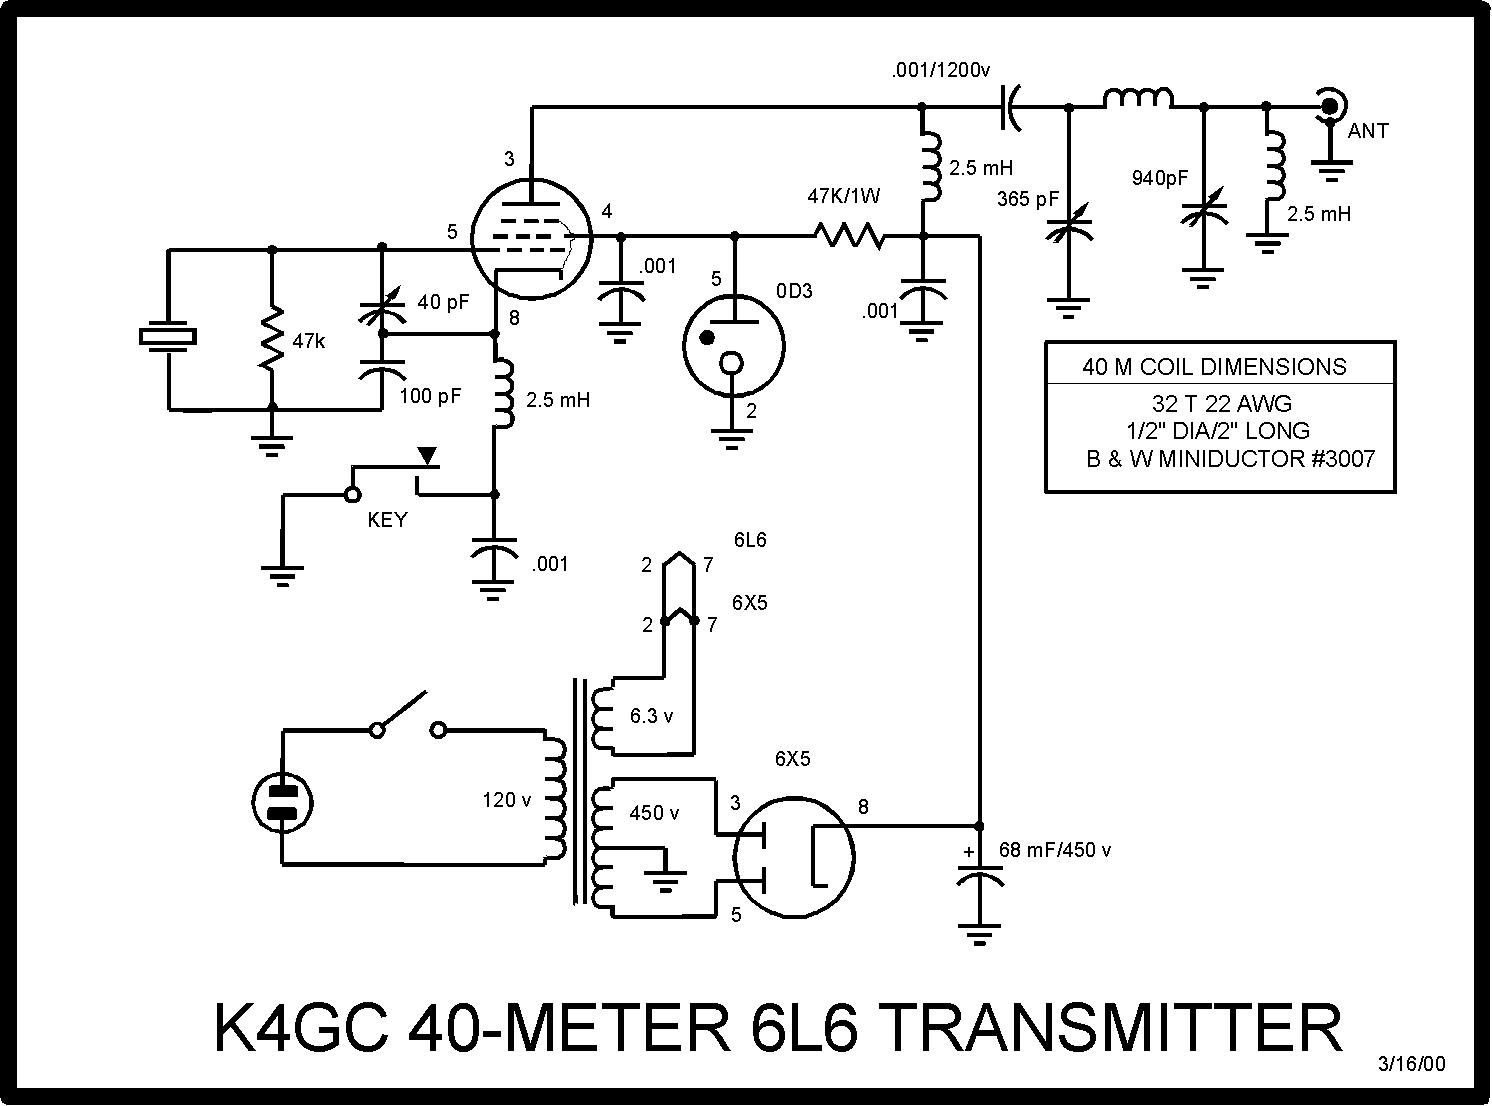 .001/1200v
ANT
3
2.5 mH
940pF
47K/1W
365 pF
4
2.5 mH
5
.001
5
0D3
40 pF
.001
8
47k
40 M COIL DIMENSIONS
100 pF
2.5 mH
32 T 22 AWG
2
1/2" DIA/2" LONG
B & W MINIDUCTOR #3007
KEY
6L6
.001
2
7
6X5
2
7
6.3 v
6X5
120 v
450 v
3
8
+
68 mF/450 v
5
K4GC 40-METER 6L6 TRANSMITTER
3/16/00